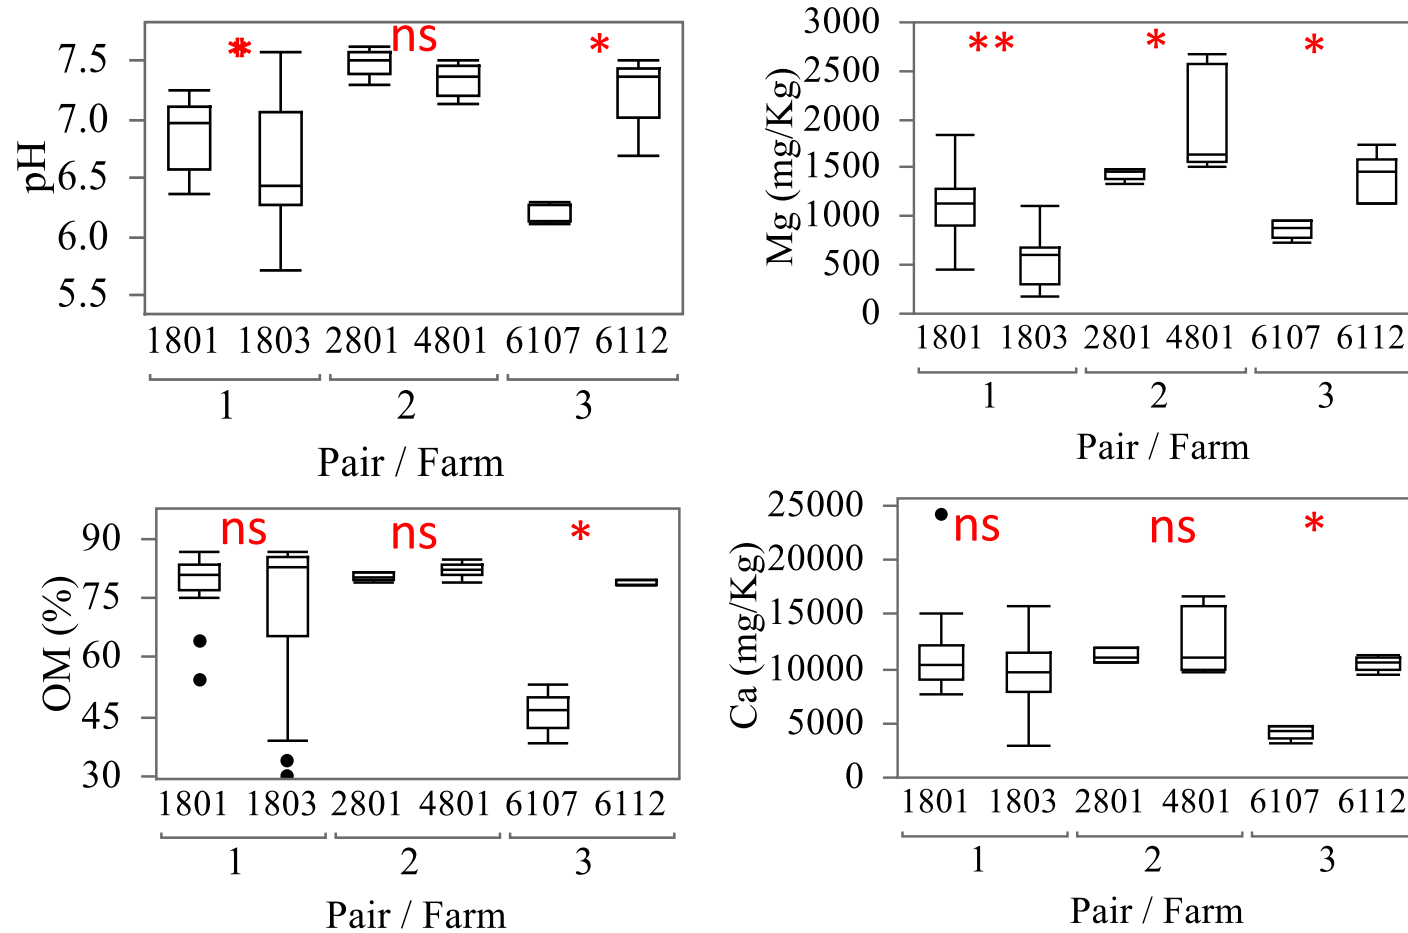 pH
7.5
7.0
6.5
6.0
5.5
** ns *
1801 1803 2801 4801 6107 6112
1 2 3
Pair / Farm
Mg (mg/Kg)
3000
2500
2000
1500
1000
500
0
** * *
1801 1803 2801 4801 6107 6112
1 2 3
Pair / Farm
OM (%)
90
75
60
45
30
ns ns *
1801 1803 2801 4801 6107 6112
1 2 3
Pair / Farm
Ca (mg/Kg)
25000
20000
15000
10000
5000
0
ns ns *
1801 1803 2801 4801 6107 6112
1 2 3
Pair / Farm